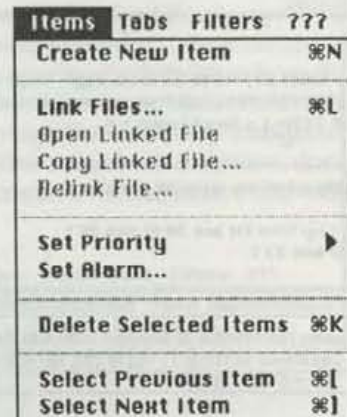 Items Tabs Filters ???
Create New Item ⌘N
Link Files... ⌘L
Open Linked File
Copy Linked File...
Relink File...
Set Priority ▶
Set Alarm...
Delete Selected Items ⌘K
Select Previous Item ⌘[
Select Next Item ⌘]